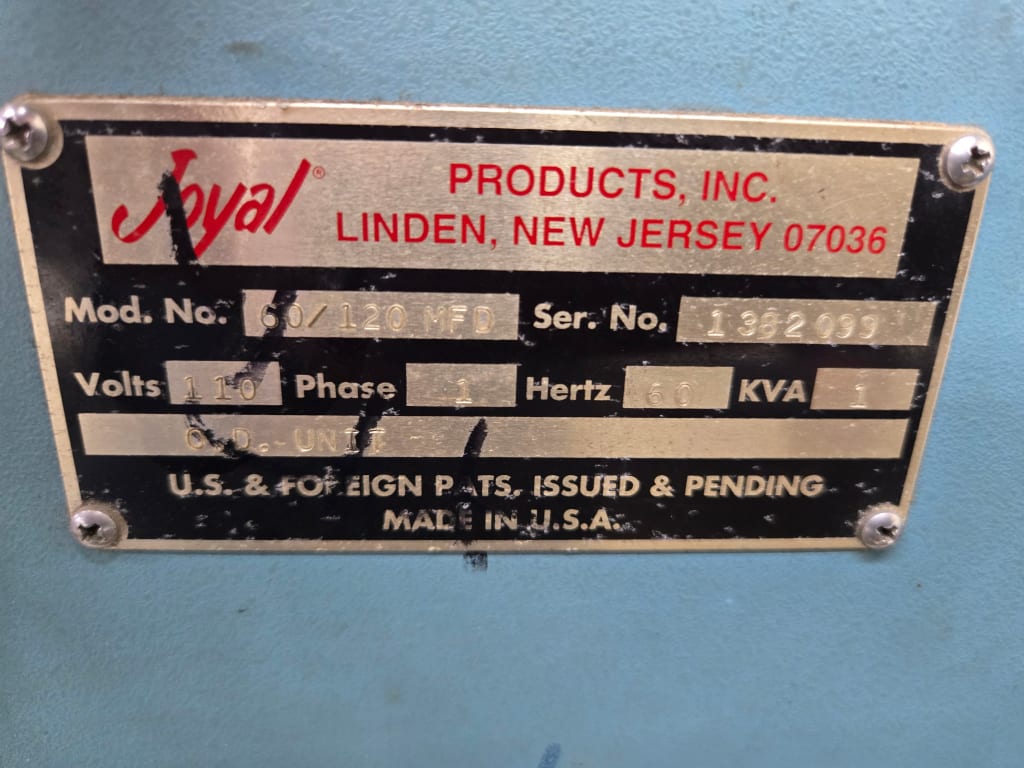 Joyal®
PRODUCTS, INC.
LINDEN, NEW JERSEY 07036
Mod. No. 60/120 MFD Ser. No. 1382099
Volts 110 Phase 1 Hertz 60 KVA 1
UNIT
U.S. & FOREIGN PATS. ISSUED & PENDING
MADE IN U.S.A.